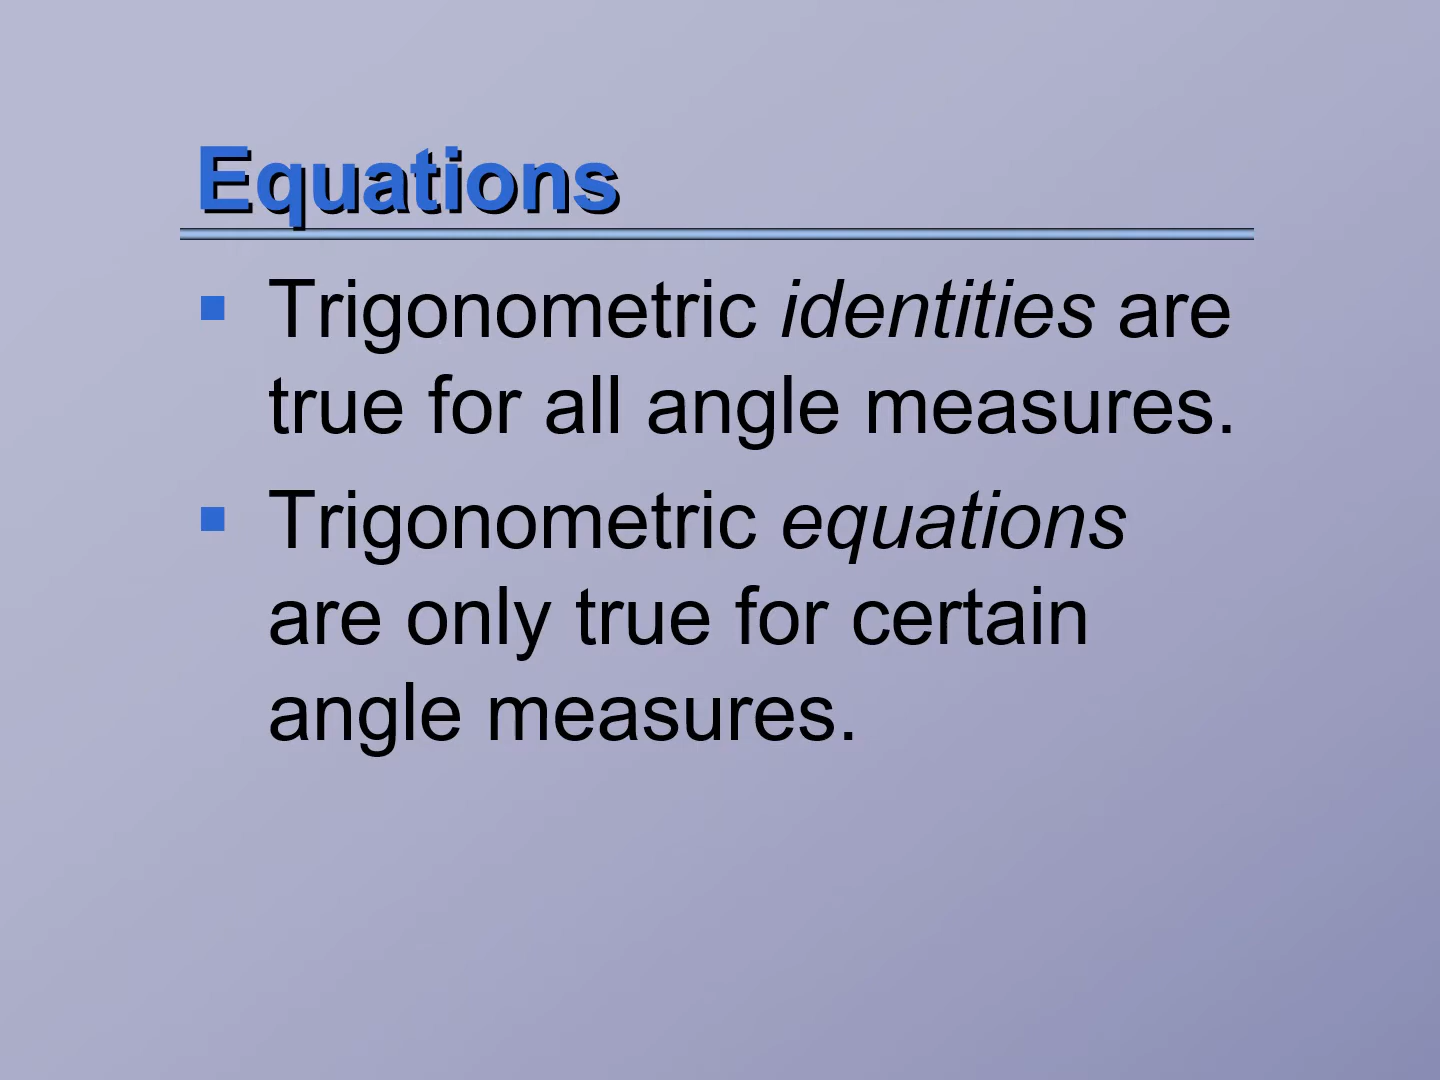 Equations
▪ Trigonometric identities are
true for all angle measures.
▪ Trigonometric equations
are only true for certain
angle measures.